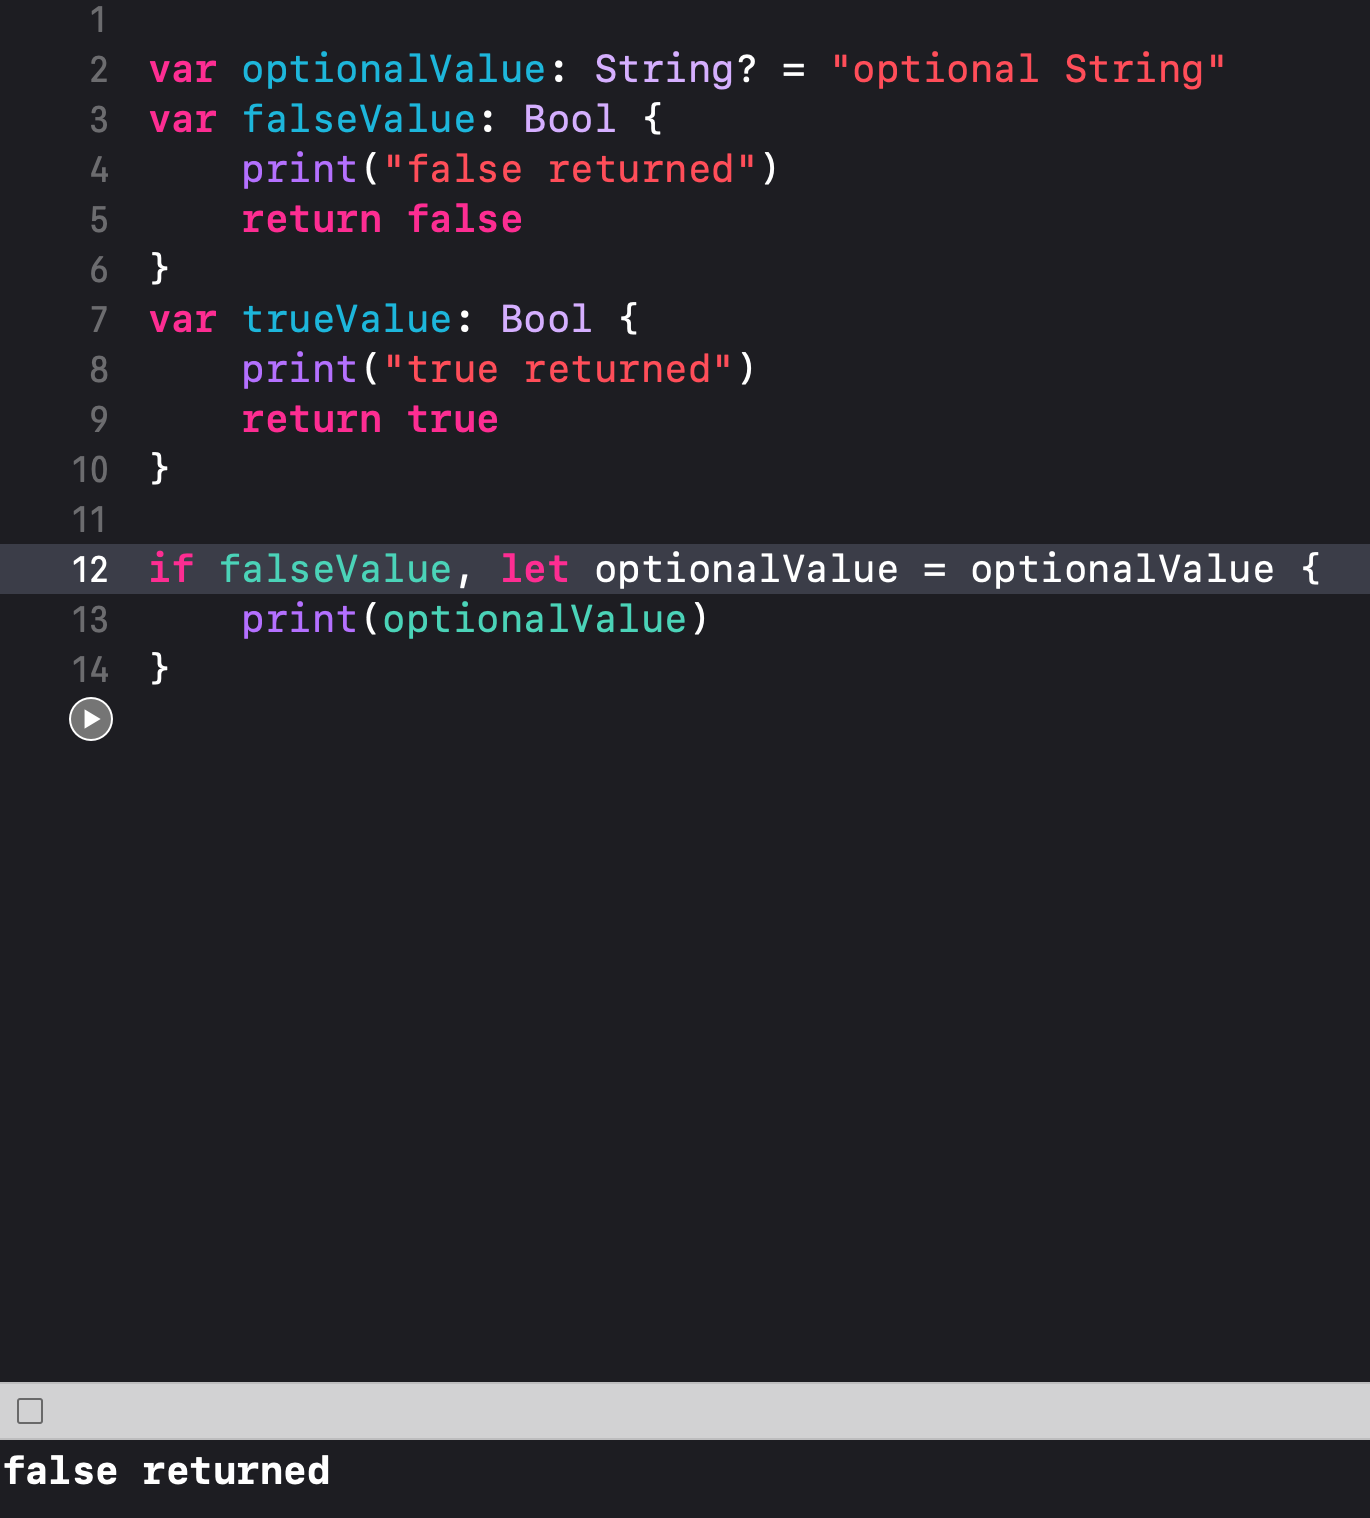 1
2 var optionalValue: String? = "optional String"
3 var falseValue: Bool {
4     print("false returned")
5     return false
6 }
7 var trueValue: Bool {
8     print("true returned")
9     return true
10 }
11
12 if falseValue, let optionalValue = optionalValue {
13     print(optionalValue)
14 }
false returned